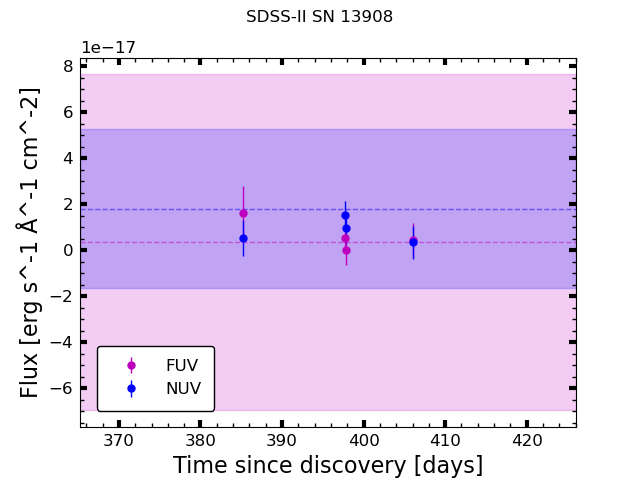 SDSS-II SN 13908
1e−17
8
6
4
2
0
−2
−4
−6
Flux [erg s^-1 Å^-1 cm^-2]
FUV
NUV
370 380 390 400 410 420
Time since discovery [days]